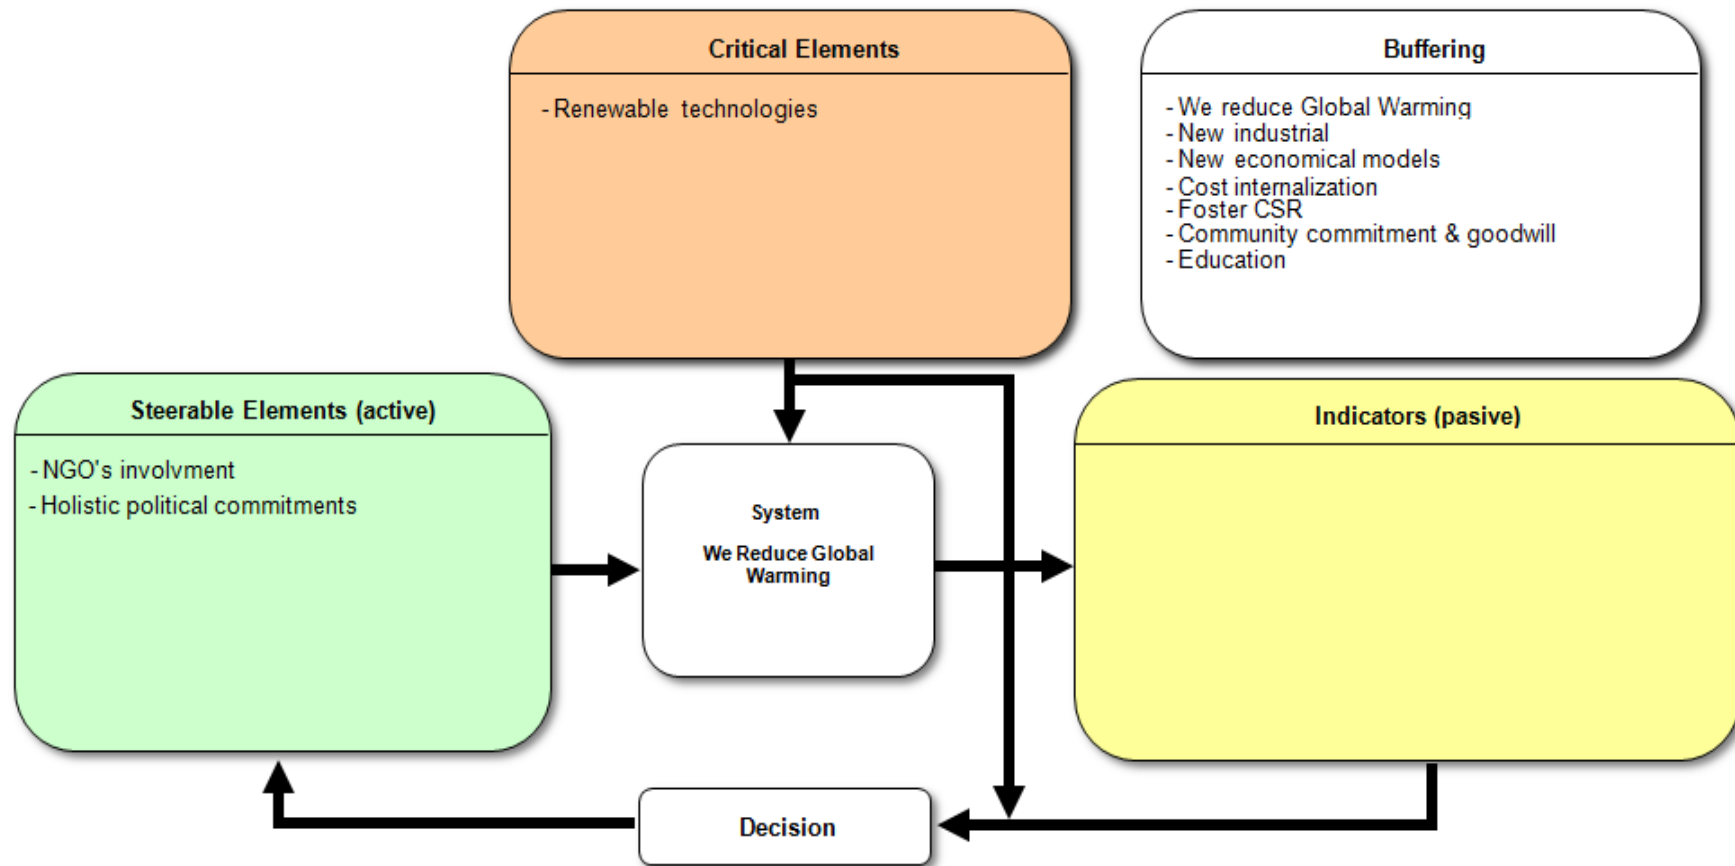 Critical Elements
- Renewable technologies
Buffering
- We reduce Global Warming
- New industrial
- New economical models
- Cost internalization
- Foster CSR
- Community commitment & goodwill
- Education
Steerable Elements (active)
- NGO's involvment
- Holistic political commitments
System
We Reduce Global
Warming
Indicators (pasive)
Decision